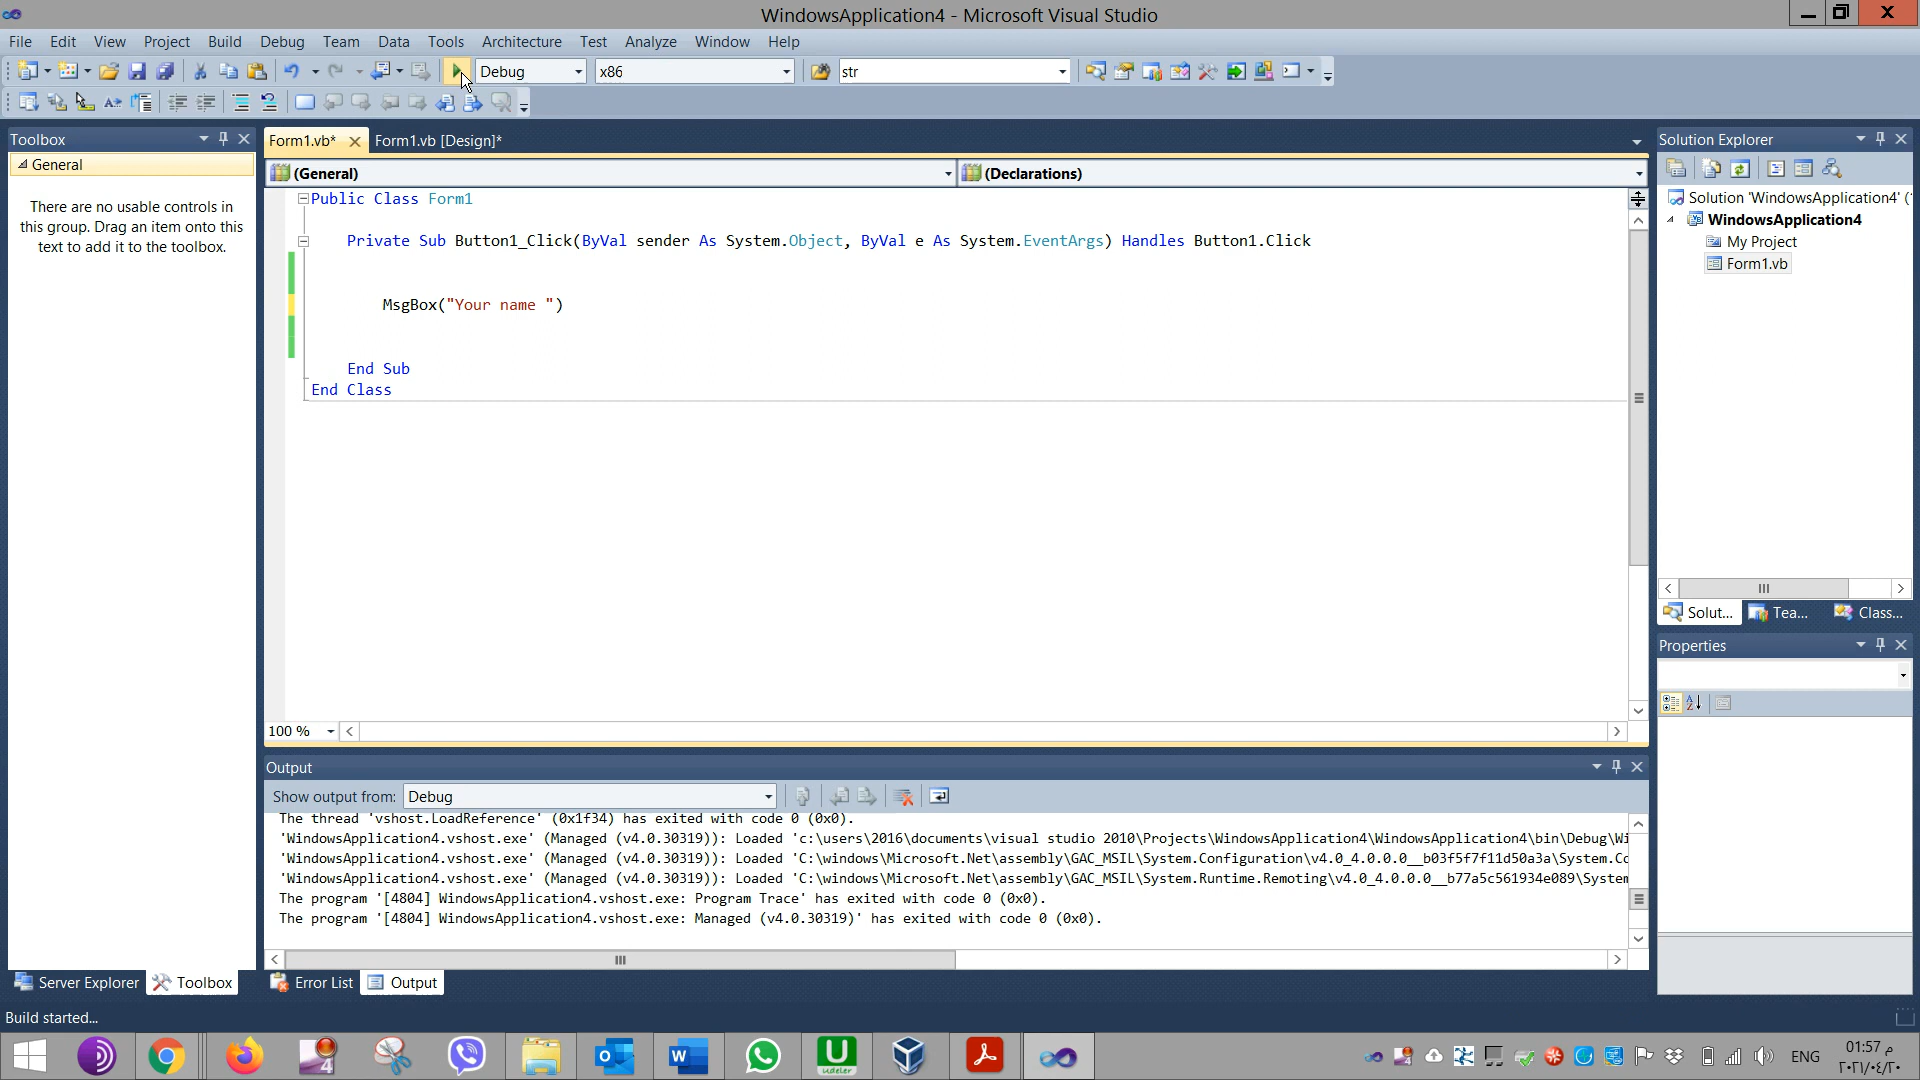 WindowsApplication4 - Microsoft Visual Studio
File Edit View Project Build Debug Team Data Tools Architecture Test Analyze Window Help
Debug x86 str
Toolbox
General
There are no usable controls in
this group. Drag an item onto this
text to add it to the toolbox.
Server Explorer Toolbox
Form1.vb* Form1.vb [Design]*
(General) (Declarations)
Public Class Form1
Private Sub Button1_Click(ByVal sender As System.Object, ByVal e As System.EventArgs) Handles Button1.Click
MsgBox("Your name ")
End Sub
End Class
100 %
Output
Show output from: Debug
The thread 'vshost.LoadReference' (0x1f34) has exited with code 0 (0x0).
'WindowsApplication4.vshost.exe' (Managed (v4.0.30319)): Loaded 'c:\users\2016\documents\visual studio 2010\Projects\WindowsApplication4\WindowsApplication4\bin\Debug\Wi
'WindowsApplication4.vshost.exe' (Managed (v4.0.30319)): Loaded 'C:\windows\Microsoft.Net\assembly\GAC_MSIL\System.Configuration\v4.0_4.0.0.0__b03f5f7f11d50a3a\System.Co
'WindowsApplication4.vshost.exe' (Managed (v4.0.30319)): Loaded 'C:\windows\Microsoft.Net\assembly\GAC_MSIL\System.Runtime.Remoting\v4.0_4.0.0.0__b77a5c561934e089\System
The program '[4804] WindowsApplication4.vshost.exe: Program Trace' has exited with code 0 (0x0).
The program '[4804] WindowsApplication4.vshost.exe: Managed (v4.0.30319)' has exited with code 0 (0x0).
Error List Output
Solution Explorer
Solution 'WindowsApplication4' (
WindowsApplication4
My Project
Form1.vb
Solut... Tea... Class...
Properties
Build started...
ENG
01:57 م
٢٠٢١/٠٤/٢٠